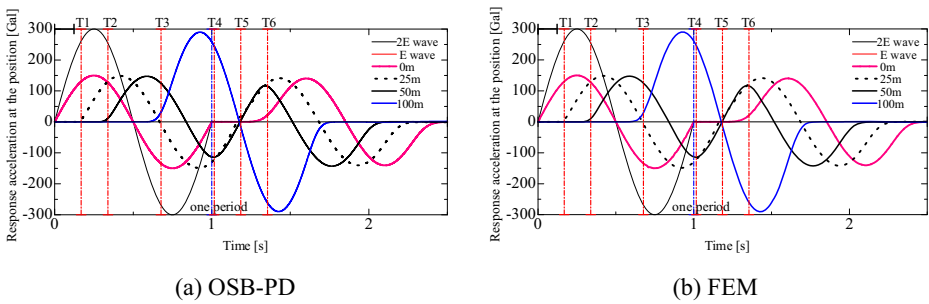 T1 T2 T3 T4 T5 T6
300
200
100
0
-100
-200
-300
Response acceleration at the position [Gal]
2E wave
E wave
0m
25m
50m
100m
one period
0 1 2
Time [s]
(a) OSB-PD
T1 T2 T3 T4 T5 T6
300
200
100
0
-100
-200
-300
Response acceleration at the position [Gal]
2E wave
E wave
0m
25m
50m
100m
one period
0 1 2
Time [s]
(b) FEM